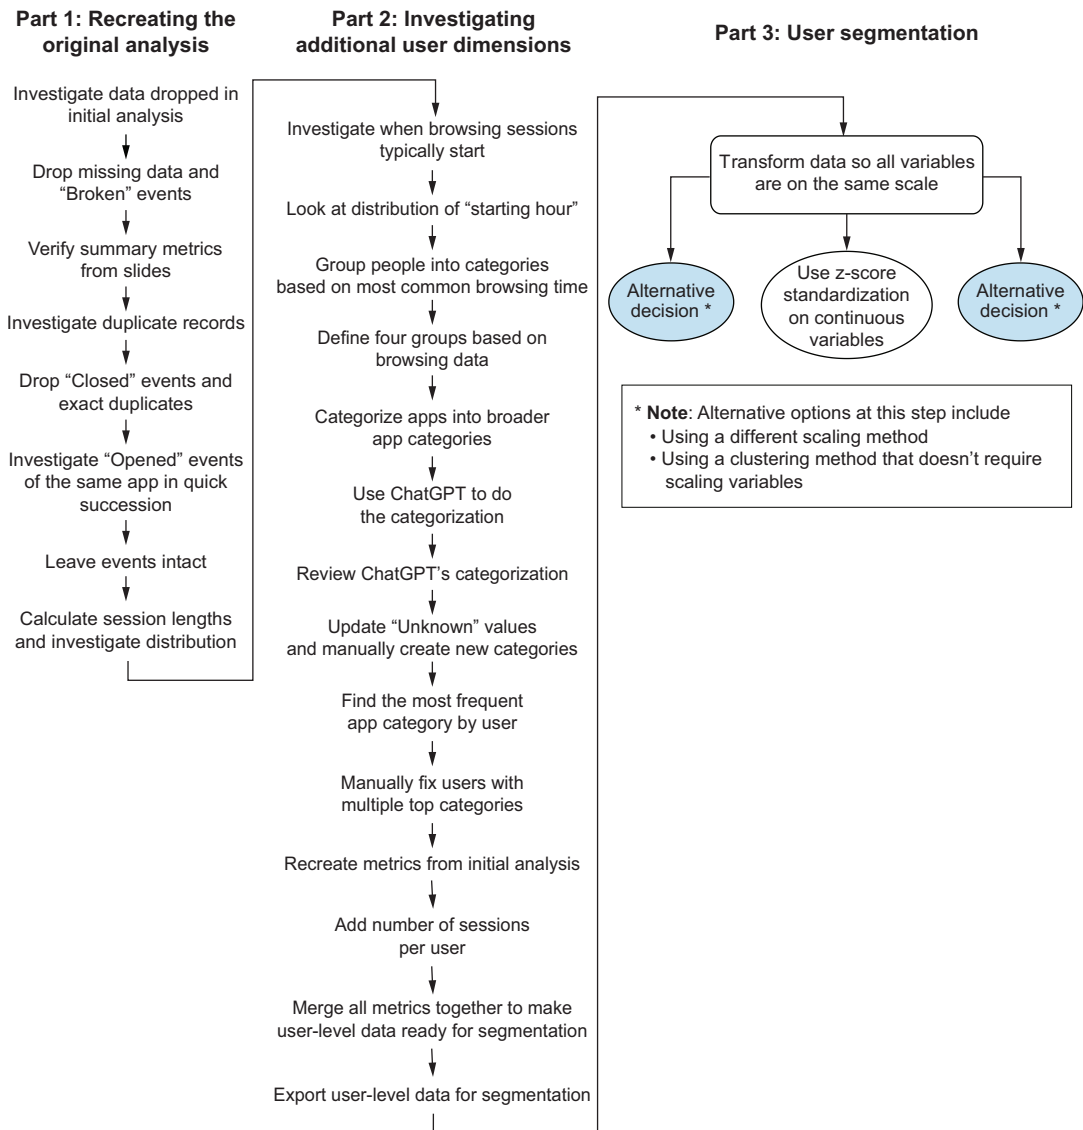 Part 1: Recreating the
original analysis
Investigate data dropped in
initial analysis
Drop missing data and
“Broken” events
Verify summary metrics
from slides
Investigate duplicate records
Drop “Closed” events and
exact duplicates
Investigate “Opened” events
of the same app in quick
succession
Leave events intact
Calculate session lengths
and investigate distribution
Part 2: Investigating
additional user dimensions
Investigate when browsing sessions
typically start
Look at distribution of “starting hour”
Group people into categories
based on most common browsing time
Define four groups based on
browsing data
Categorize apps into broader
app categories
Use ChatGPT to do
the categorization
Review ChatGPT’s categorization
Update “Unknown” values
and manually create new categories
Find the most frequent
app category by user
Manually fix users with
multiple top categories
Recreate metrics from initial analysis
Add number of sessions
per user
Merge all metrics together to make
user-level data ready for segmentation
Export user-level data for segmentation
Part 3: User segmentation
Transform data so all variables
are on the same scale
Alternative
decision *
Use z-score
standardization
on continuous
variables
Alternative
decision *
* Note: Alternative options at this step include
• Using a different scaling method
• Using a clustering method that doesn’t require
scaling variables